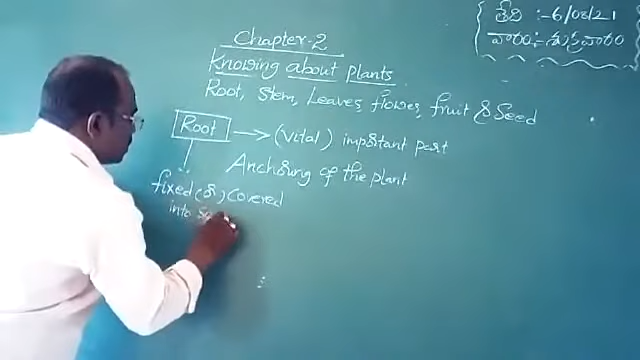 తేది :-6/08/21
వారం:-శుక్రవారం
Chapter-2
Knowing about plants
Root, Stem, Leaves, flower, fruit & Seed
Root → (vital) important part
Anchoring of the plant
fixed (&) Covered
into